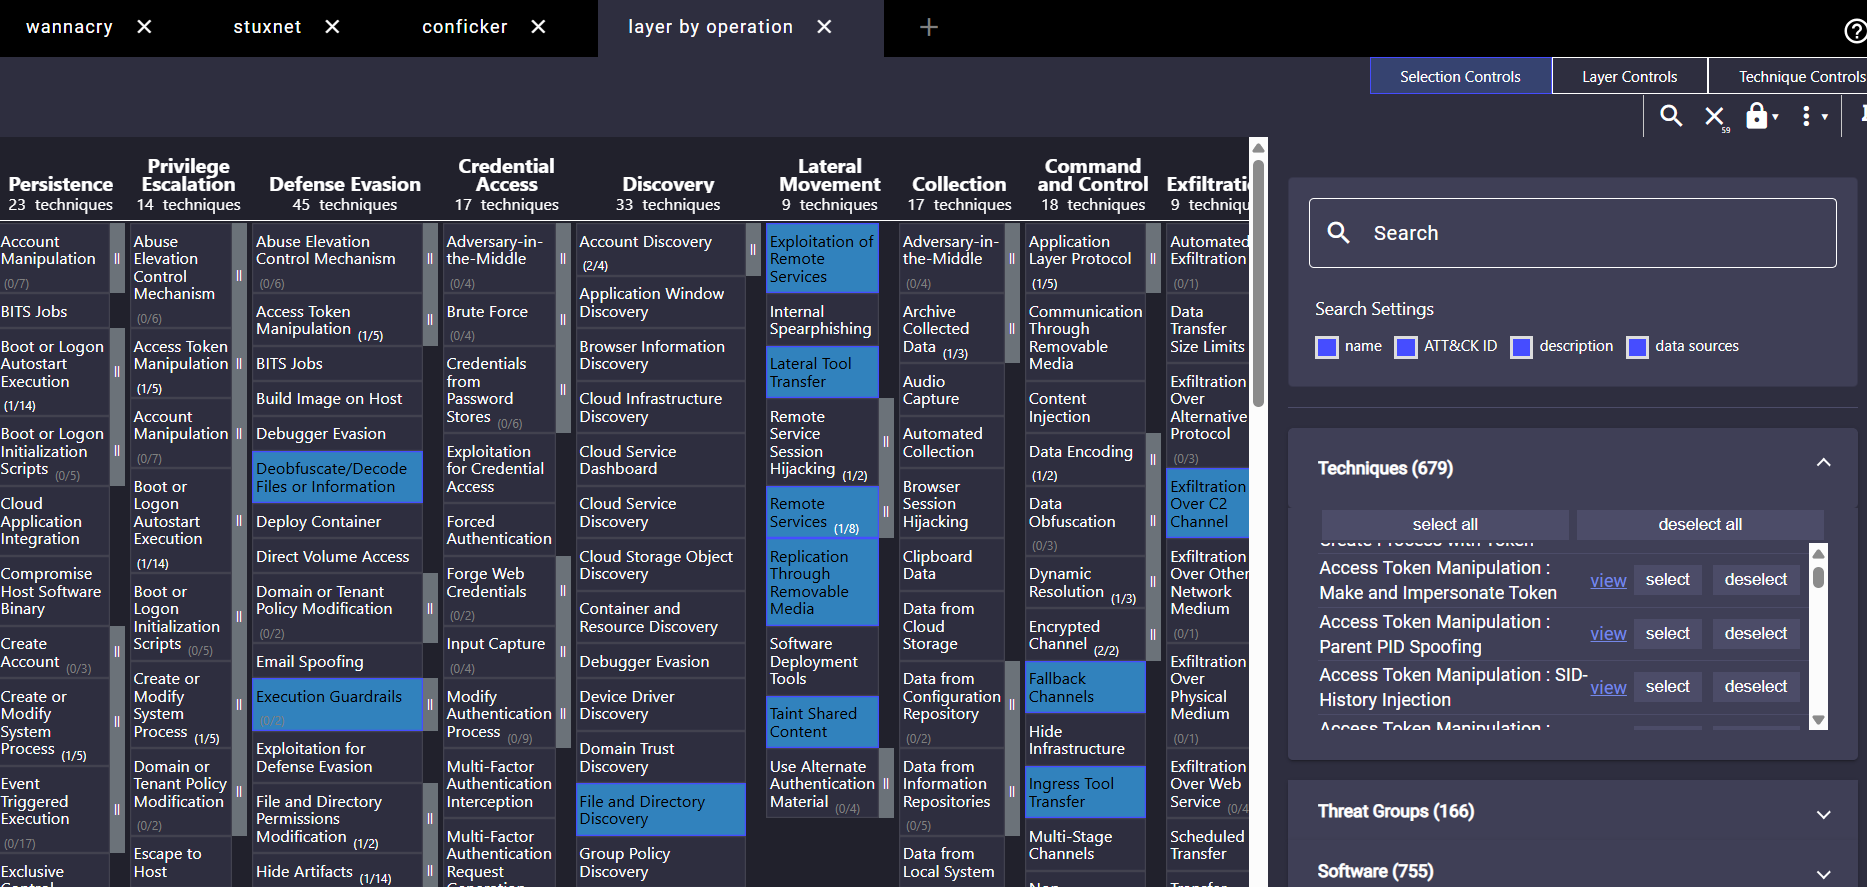 wannacry
stuxnet
conficker
layer by operation
Selection Controls
Layer Controls
Technique Controls
59
Persistence
23 techniques
Account
Manipulation
(0/7)
BITS Jobs
Boot or Logon
Autostart
Execution
(1/14)
Boot or Logon
Initialization
Scripts (0/5)
Cloud
Application
Integration
Compromise
Host Software
Binary
Create
Account (0/3)
Create or
Modify
System
Process (1/5)
Event
Triggered
Execution
(0/17)
Exclusive
Privilege
Escalation
14 techniques
Abuse
Elevation
Control
Mechanism
(0/6)
Access Token
Manipulation
(1/5)
Account
Manipulation
(0/7)
Boot or
Logon
Autostart
Execution
(1/14)
Boot or
Logon
Initialization
Scripts (0/5)
Create or
Modify
System
Process (1/5)
Domain or
Tenant Policy
Modification
(0/2)
Escape to
Host
Defense Evasion
45 techniques
Abuse Elevation
Control Mechanism
(0/6)
Access Token
Manipulation (1/5)
BITS Jobs
Build Image on Host
Debugger Evasion
Deobfuscate/Decode
Files or Information
Deploy Container
Direct Volume Access
Domain or Tenant
Policy Modification
(0/2)
Email Spoofing
Execution Guardrails
(0/2)
Exploitation for
Defense Evasion
File and Directory
Permissions
Modification (1/2)
Hide Artifacts (1/14)
Credential
Access
17 techniques
Adversary-in-
the-Middle
(0/4)
Brute Force
(0/4)
Credentials
from
Password
Stores (0/6)
Exploitation
for Credential
Access
Forced
Authentication
Forge Web
Credentials
(0/2)
Input Capture
(0/4)
Modify
Authentication
Process (0/9)
Multi-Factor
Authentication
Interception
Multi-Factor
Authentication
Request
Discovery
33 techniques
Account Discovery
(2/4)
Application Window
Discovery
Browser Information
Discovery
Cloud Infrastructure
Discovery
Cloud Service
Dashboard
Cloud Service
Discovery
Cloud Storage Object
Discovery
Container and
Resource Discovery
Debugger Evasion
Device Driver
Discovery
Domain Trust
Discovery
File and Directory
Discovery
Group Policy
Discovery
Lateral
Movement
9 techniques
Exploitation of
Remote
Services
Internal
Spearphishing
Lateral Tool
Transfer
Remote
Service
Session
Hijacking (1/2)
Remote
Services (1/8)
Replication
Through
Removable
Media
Software
Deployment
Tools
Taint Shared
Content
Use Alternate
Authentication
Material (0/4)
Collection
17 techniques
Adversary-in-
the-Middle
(0/4)
Archive
Collected
Data (1/3)
Audio
Capture
Automated
Collection
Browser
Session
Hijacking
Clipboard
Data
Data from
Cloud
Storage
Data from
Configuration
Repository
(0/2)
Data from
Information
Repositories
(0/5)
Data from
Local System
Command
and Control
18 techniques
Application
Layer Protocol
(1/5)
Communication
Through
Removable
Media
Content
Injection
Data Encoding
(1/2)
Data
Obfuscation
(0/3)
Dynamic
Resolution (1/3)
Encrypted
Channel (2/2)
Fallback
Channels
Hide
Infrastructure
Ingress Tool
Transfer
Multi-Stage
Channels
Exfiltratic
9 techniqu
Automated
Exfiltration
(0/1)
Data
Transfer
Size Limits
Exfiltration
Over
Alternative
Protocol
(0/3)
Exfiltration
Over C2
Channel
Exfiltration
Over Other
Network
Medium
(0/1)
Exfiltration
Over
Physical
Medium
(0/1)
Exfiltration
Over Web
Service (0/4
Scheduled
Transfer
Search
Search Settings
name
ATT&CK ID
description
data sources
Techniques (679)
select all
deselect all
Create Process with Token
Access Token Manipulation :
Make and Impersonate Token
view select deselect
Access Token Manipulation :
Parent PID Spoofing
view select deselect
Access Token Manipulation : SID-
History Injection
view select deselect
Access Token Manipulation :
Threat Groups (166)
Software (755)